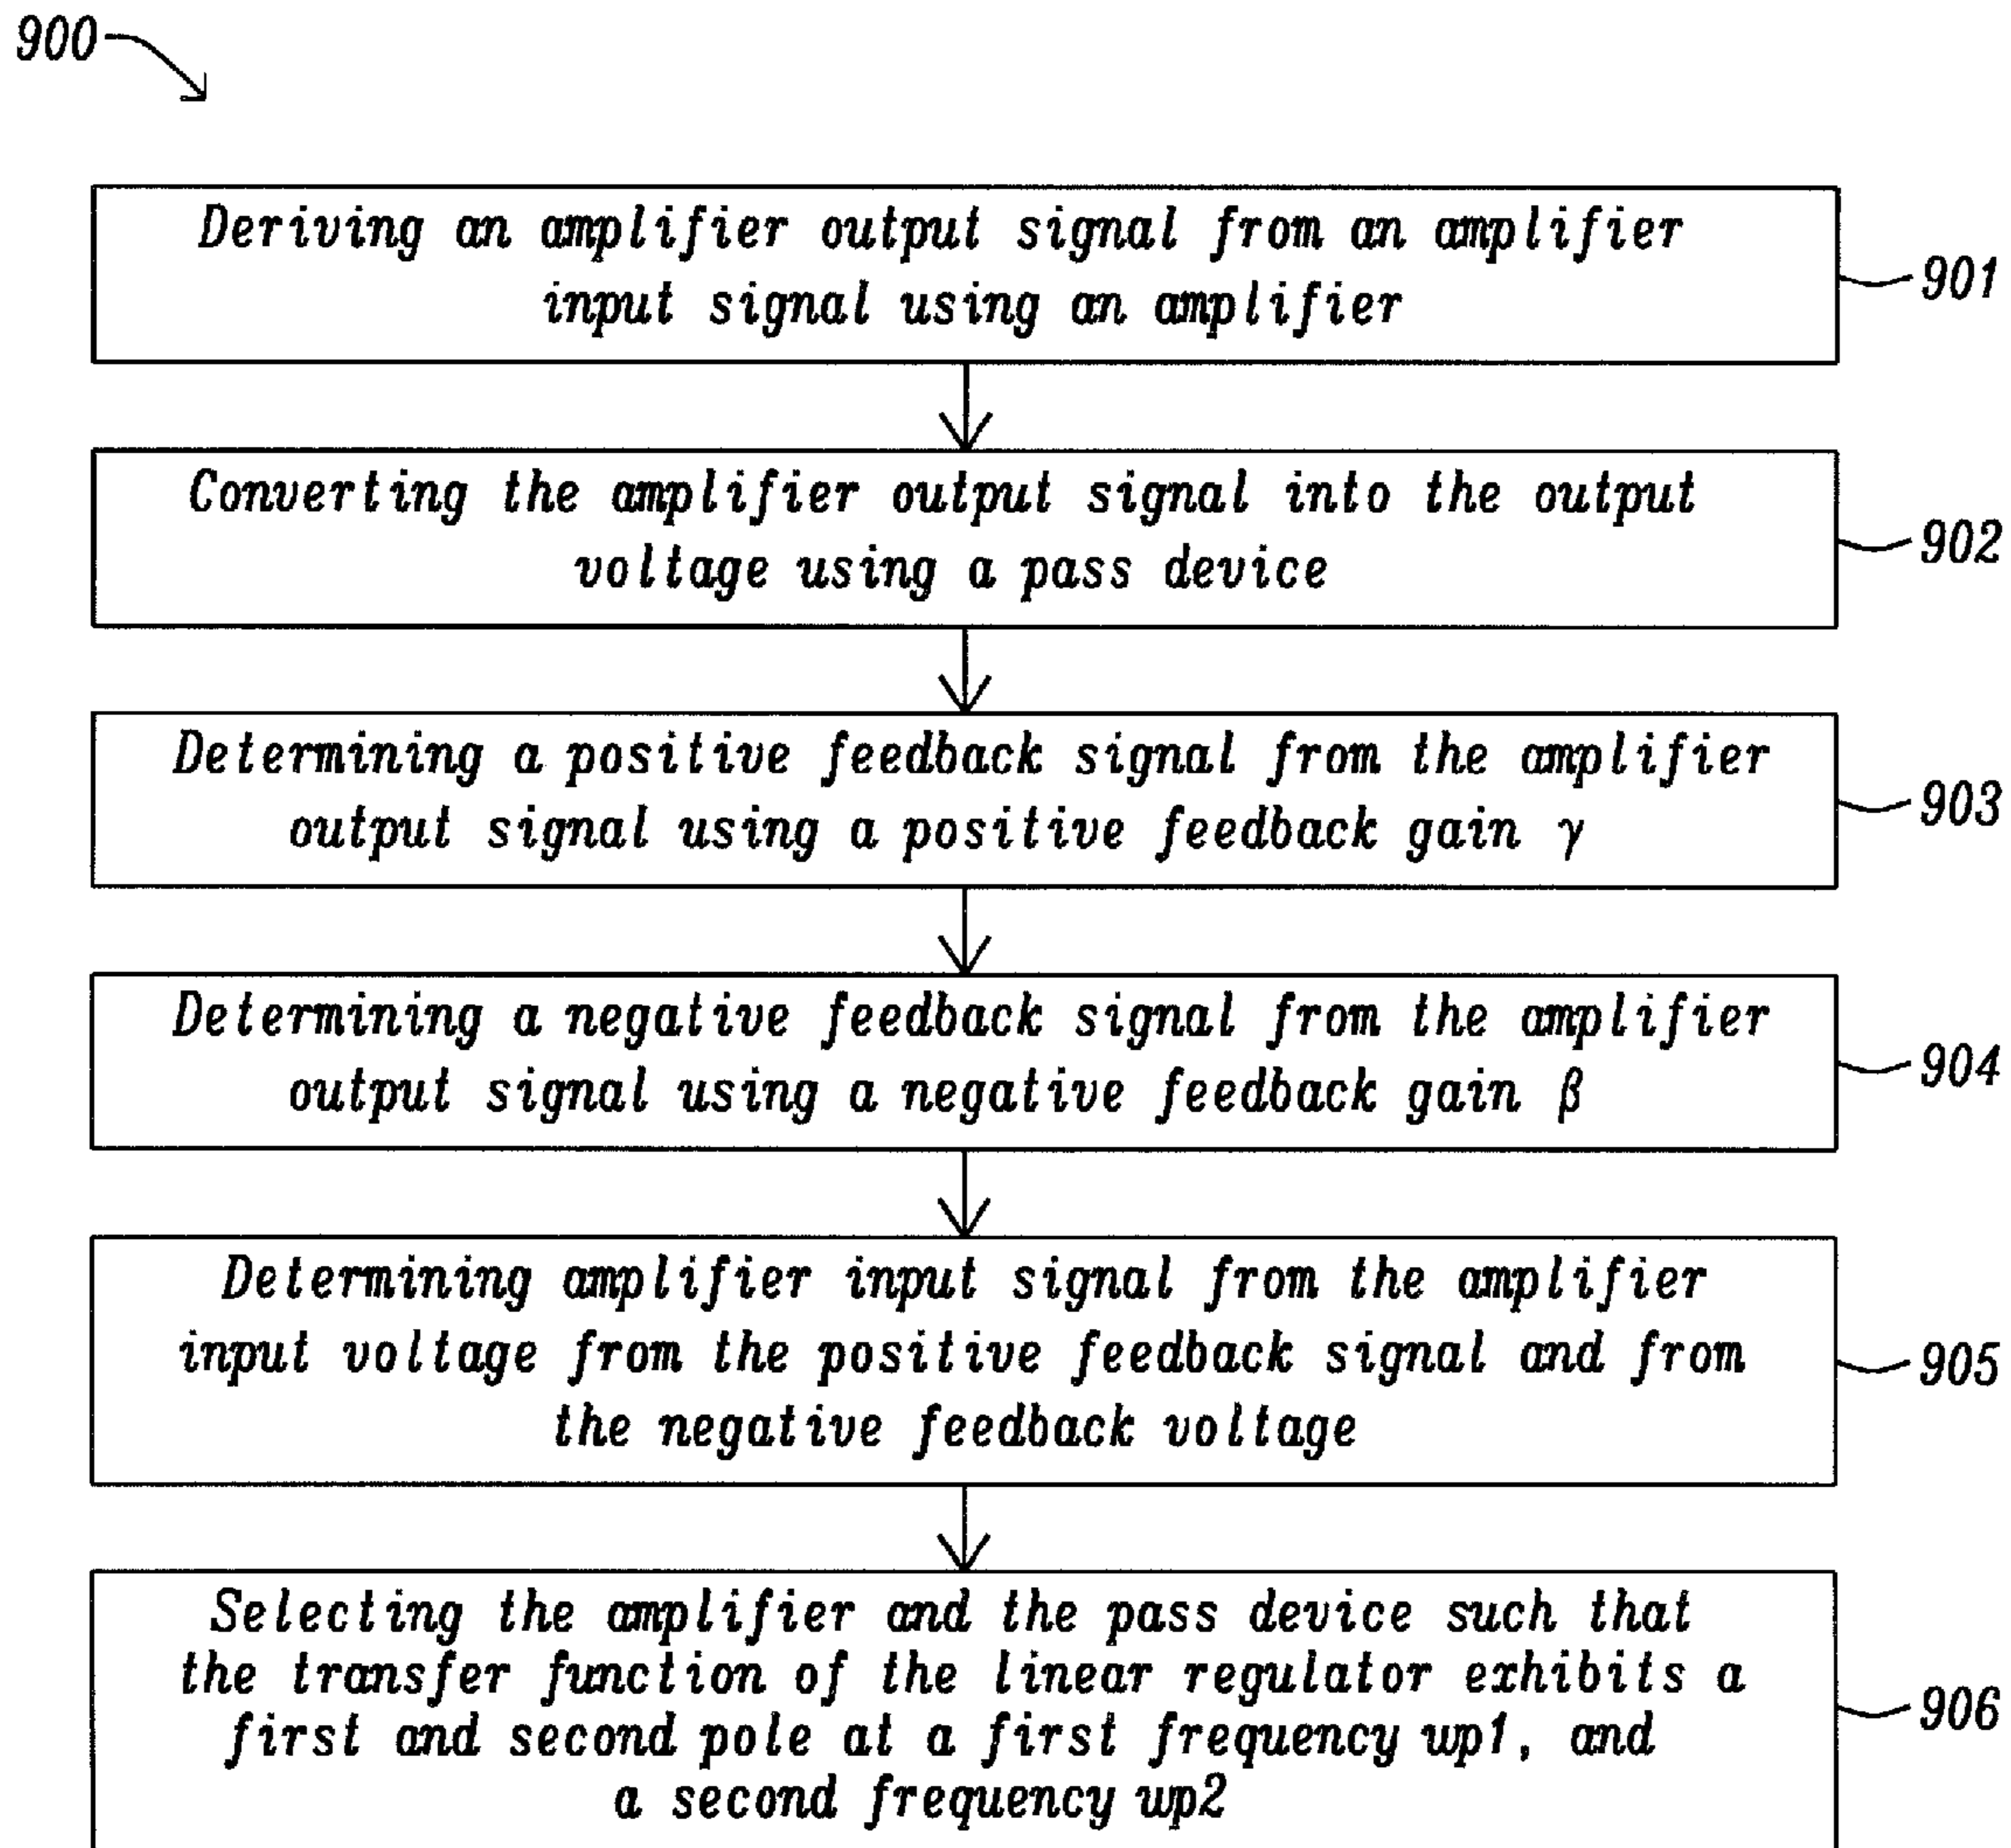 900
Deriving an amplifier output signal from an amplifier
input signal using an amplifier
901
Converting the amplifier output signal into the output
voltage using a pass device
902
Determining a positive feedback signal from the amplifier
output signal using a positive feedback gain γ
903
Determining a negative feedback signal from the amplifier
output signal using a negative feedback gain β
904
Determining amplifier input signal from the amplifier
input voltage from the positive feedback signal and from
the negative feedback voltage
905
Selecting the amplifier and the pass device such that
the transfer function of the linear regulator exhibits a
first and second pole at a first frequency wp1, and
a second frequency wp2
906